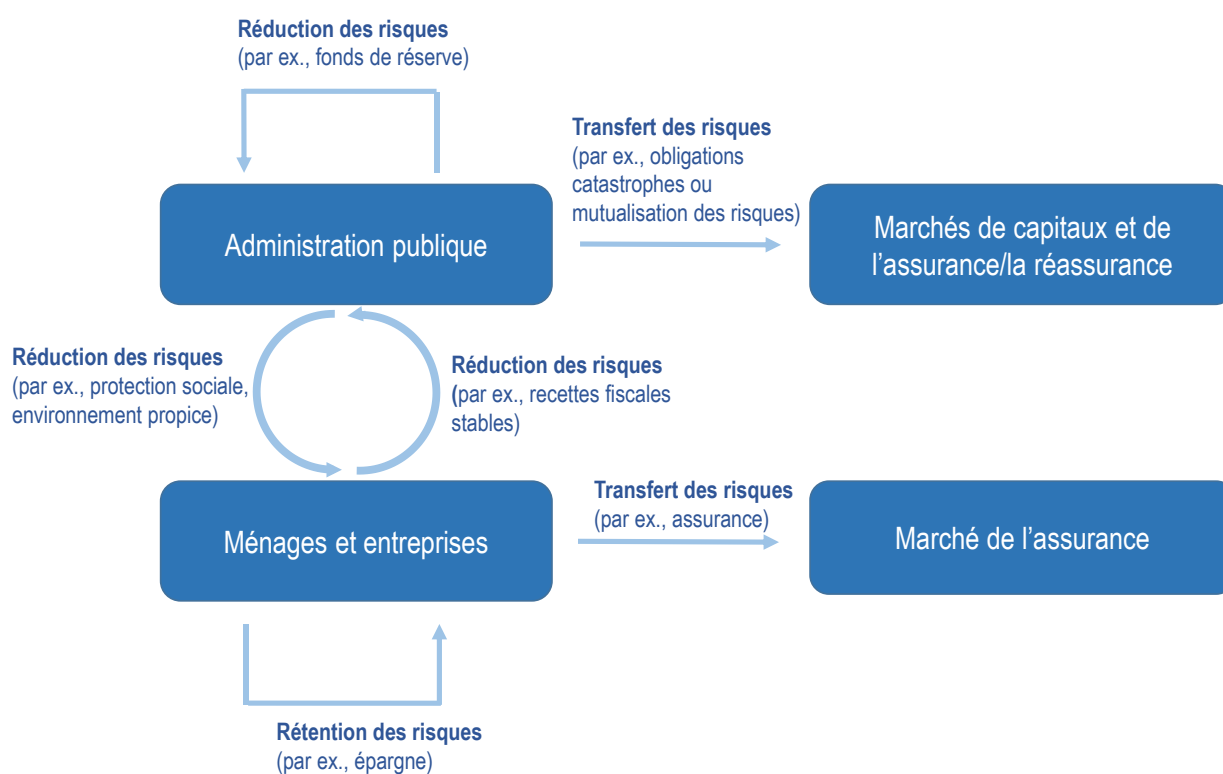 Réduction des risques
(par ex., fonds de réserve)
Transfert des risques
(par ex., obligations
catastrophes ou
mutualisation des risques)
Administration publique
Marchés de capitaux et de
l’assurance/la réassurance
Réduction des risques
(par ex., protection sociale,
environnement propice)
Réduction des risques
(par ex., recettes fiscales
stables)
Transfert des risques
(par ex., assurance)
Ménages et entreprises
Marché de l’assurance
Rétention des risques
(par ex., épargne)